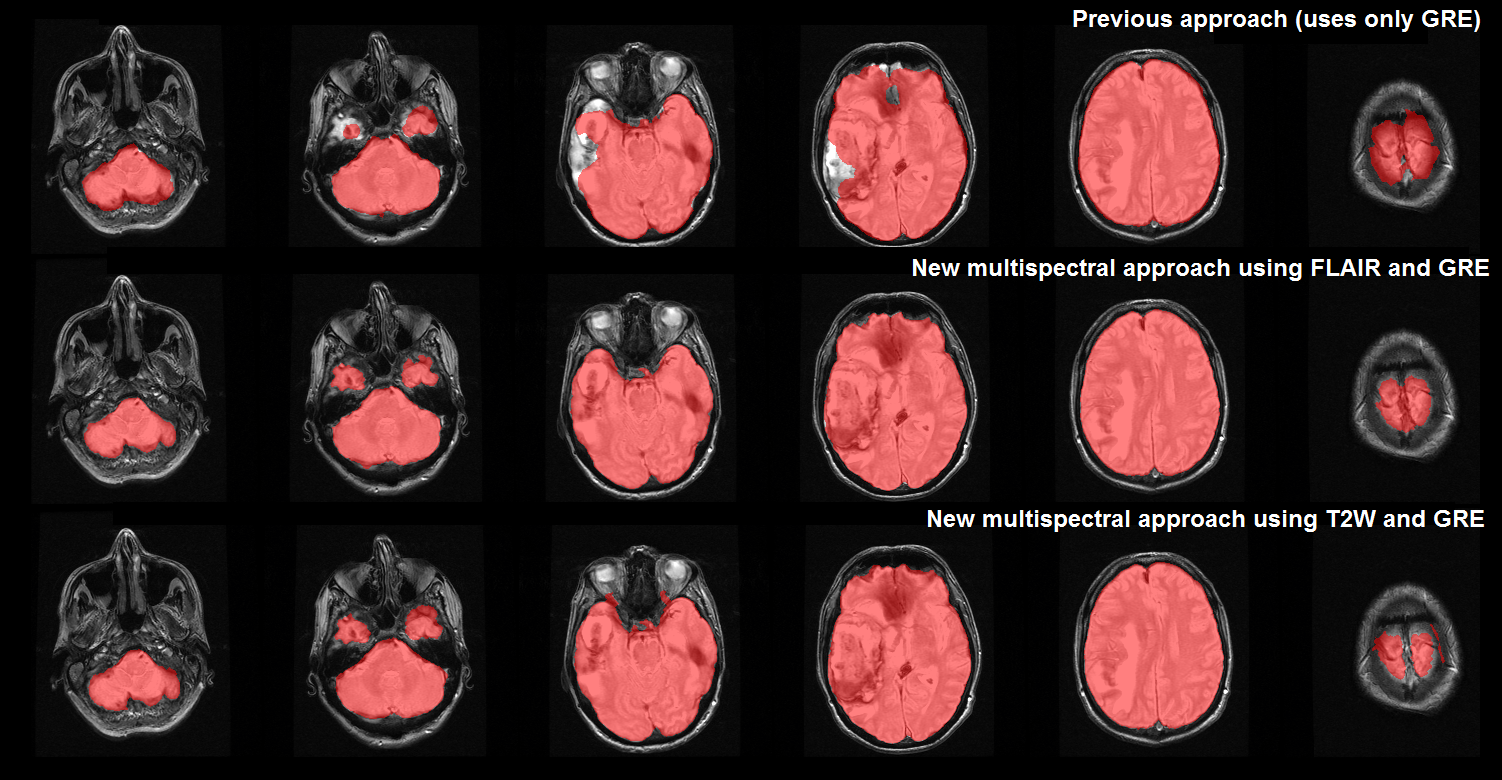 Previous approach (uses only GRE)
New multispectral approach using FLAIR and GRE
New multispectral approach using T2W and GRE